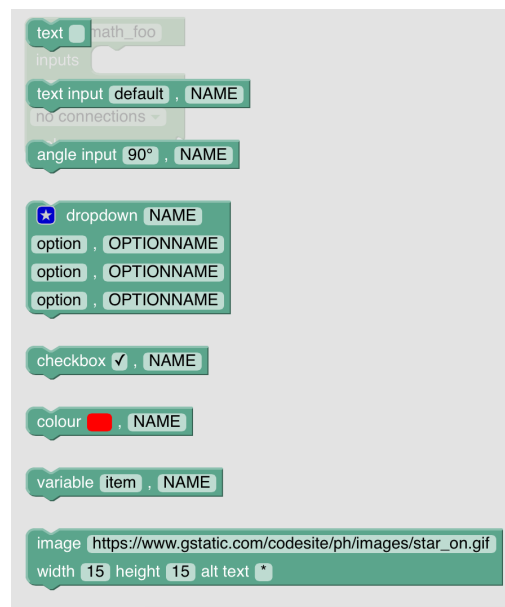 text math_foo
inputs
text input default , NAME
no connections
angle input 90° , NAME
dropdown NAME
option , OPTIONNAME
option , OPTIONNAME
option , OPTIONNAME
checkbox ✓ , NAME
colour , NAME
variable item , NAME
image https://www.gstatic.com/codesite/ph/images/star_on.gif
width 15 height 15 alt text *